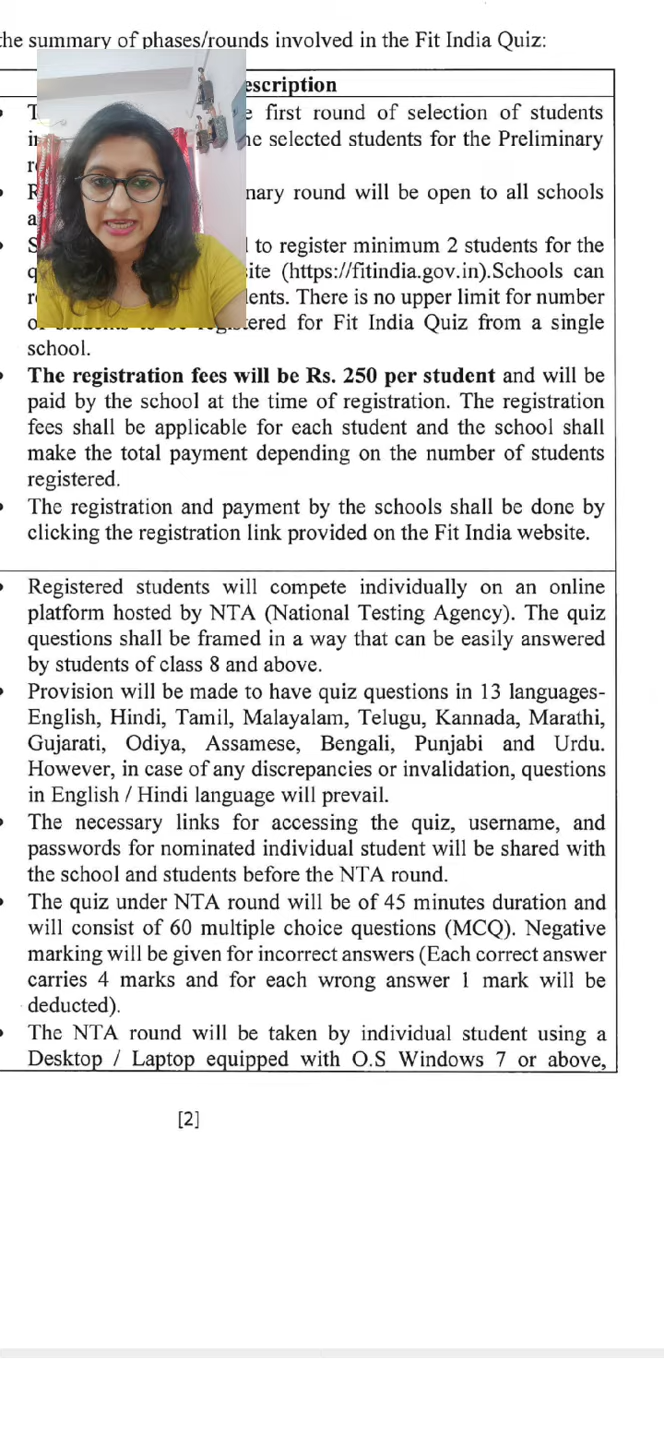 the summary of phases/rounds involved in the Fit India Quiz:
escription
first round of selection of students
selected students for the Preliminary
nary round will be open to all schools
to register minimum 2 students for the
(https://fitindia.gov.in).Schools can
There is no upper limit for number
ered for Fit India Quiz from a single
school.
• The registration fees will be Rs. 250 per student and will be
paid by the school at the time of registration. The registration
fees shall be applicable for each student and the school shall
make the total payment depending on the number of students
registered.
• The registration and payment by the schools shall be done by
clicking the registration link provided on the Fit India website.
• Registered students will compete individually on an online
platform hosted by NTA (National Testing Agency). The quiz
questions shall be framed in a way that can be easily answered
by students of class 8 and above.
• Provision will be made to have quiz questions in 13 languages-
English, Hindi, Tamil, Malayalam, Telugu, Kannada, Marathi,
Gujarati, Odiya, Assamese, Bengali, Punjabi and Urdu.
However, in case of any discrepancies or invalidation, questions
in English / Hindi language will prevail.
• The necessary links for accessing the quiz, username, and
passwords for nominated individual student will be shared with
the school and students before the NTA round.
• The quiz under NTA round will be of 45 minutes duration and
will consist of 60 multiple choice questions (MCQ). Negative
marking will be given for incorrect answers (Each correct answer
carries 4 marks and for each wrong answer 1 mark will be
deducted).
• The NTA round will be taken by individual student using a
Desktop / Laptop equipped with O.S Windows 7 or above,
[2]